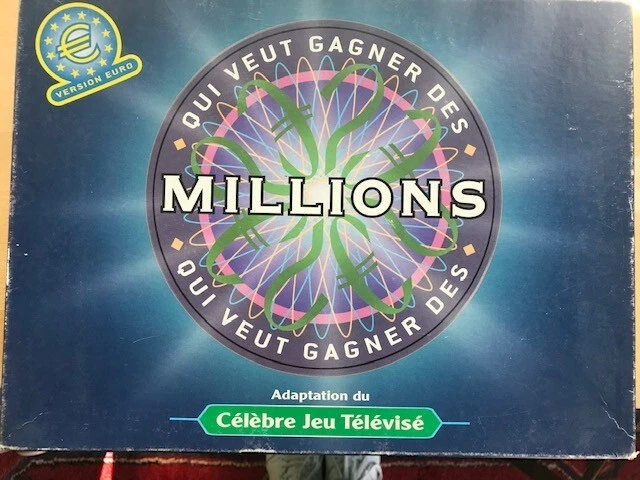 VERSION EURO
QUI VEUT GAGNER DES
MILLIONS
QUI VEUT GAGNER DES
Adaptation du
Célèbre Jeu Télévisé